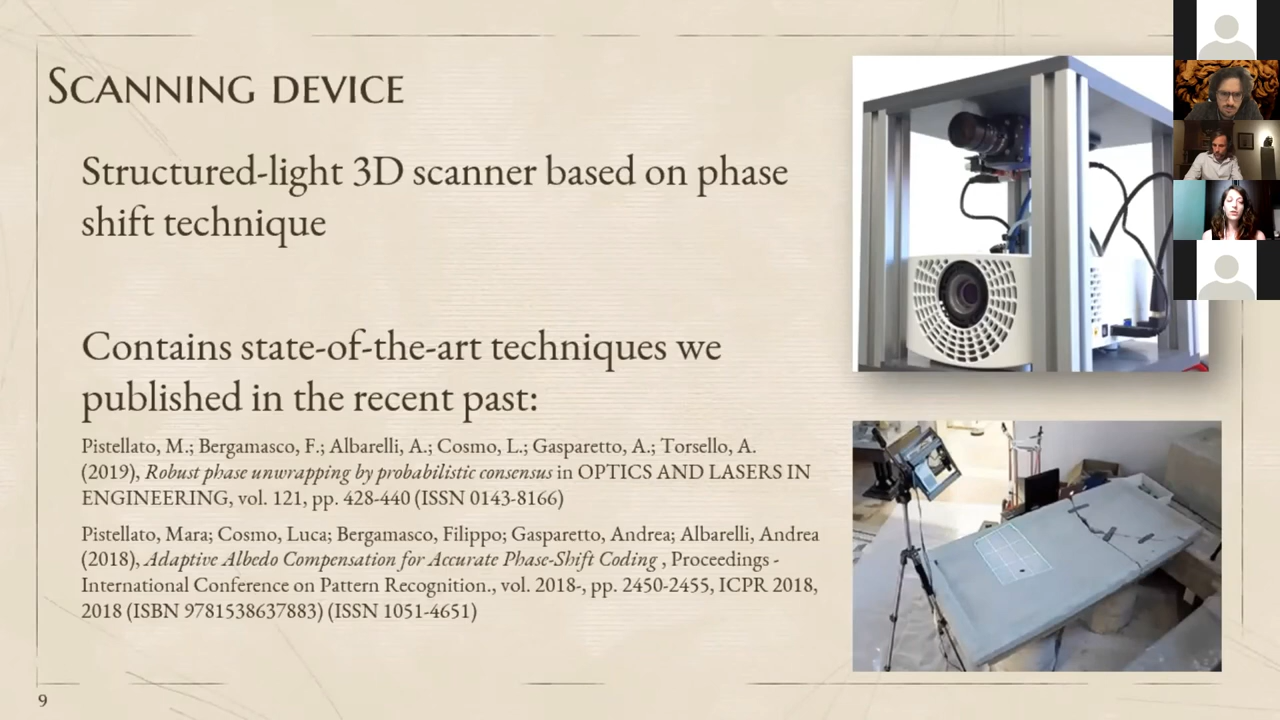 Scanning device
Structured-light 3D scanner based on phase
shift technique
Contains state-of-the-art techniques we
published in the recent past:
Pistellato, M.; Bergamasco, F.; Albarelli, A.; Cosmo, L.; Gasparetto, A.; Torsello, A.
(2019), Robust phase unwrapping by probabilistic consensus in OPTICS AND LASERS IN
ENGINEERING, vol. 121, pp. 428-440 (ISSN 0143-8166)
Pistellato, Mara; Cosmo, Luca; Bergamasco, Filippo; Gasparetto, Andrea; Albarelli, Andrea
(2018), Adaptive Albedo Compensation for Accurate Phase-Shift Coding , Proceedings -
International Conference on Pattern Recognition., vol. 2018-, pp. 2450-2455, ICPR 2018,
2018 (ISBN 9781538637883) (ISSN 1051-4651)
9